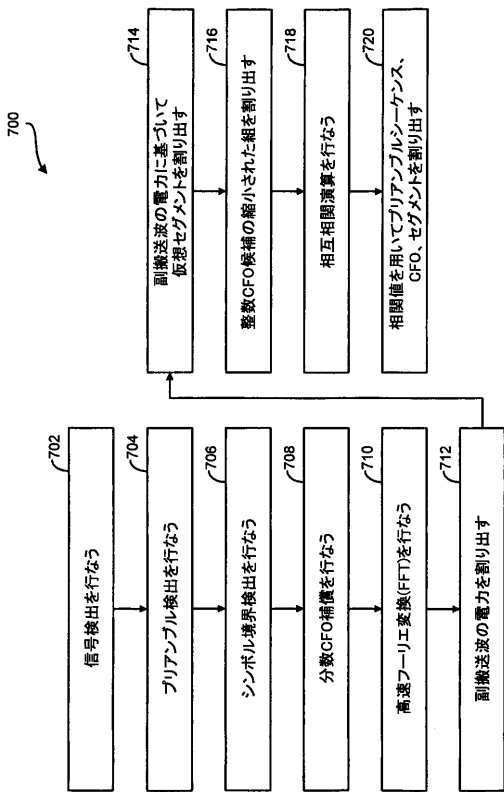 700
702
信号検出を行なう
704
プリアンブル検出を行なう
706
シンボル境界検出を行なう
708
分数CFO補償を行なう
710
高速フーリエ変換(FFT)を行なう
712
副搬送波の電力を割り出す
714
副搬送波の電力に基づいて
仮想セグメントを割り出す
716
整数CFO候補の縮小された組を割り出す
718
相互相関演算を行なう
720
相関値を用いてプリアンブルシーケンス、
CFO、セグメントを割り出す